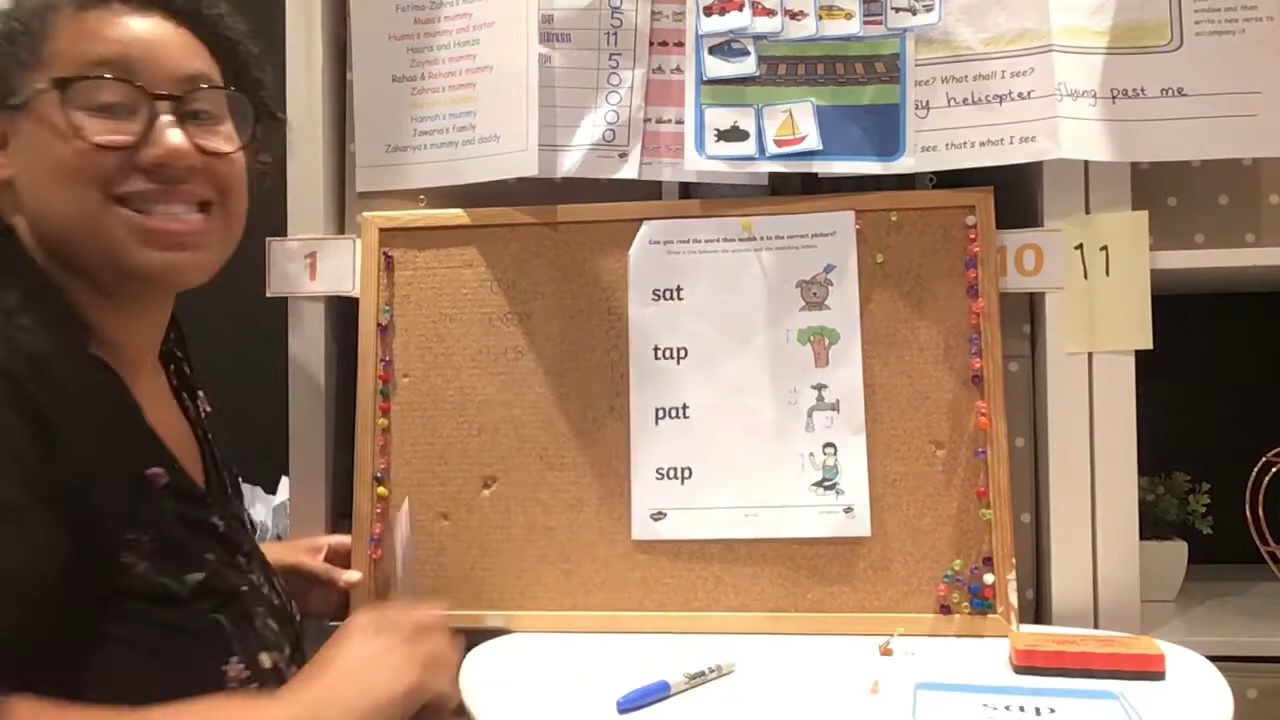 Fatima-Zahra's
Musa's mummy
Husna's mummy and sister
Haaris and Hamza
Zaynab's mummy
Rahaa & Rehana's mummy
Zahraa's mummy
Hannah's mummy
Jawaria's family
Zakariya's mummy and daddy
5
11
5
0
0
0
0
window and then
write a new verse to
accompany it
see? What shall I see?
sy helicopter flying past me
see, that's what I see
1
10
11
Can you read the word then match it to the correct picture?
sat
tap
pat
sap
Sharpie
sap